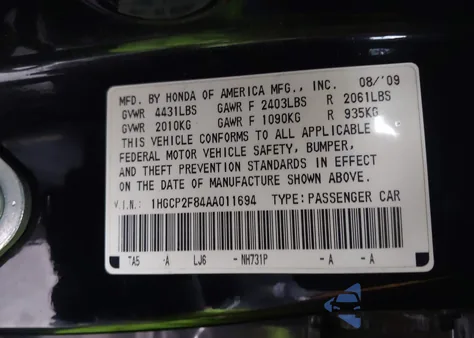 MFD. BY HONDA OF AMERICA MFG., INC. 08/'09
GVWR 4431LBS GAWR F 2403LBS R 2061LBS
GVWR 2010KG GAWR F 1090KG R 935KG
THIS VEHICLE CONFORMS TO ALL APPLICABLE
FEDERAL MOTOR VEHICLE SAFETY, BUMPER,
AND THEFT PREVENTION STANDARDS IN EFFECT
ON THE DATE OF MANUFACTURE SHOWN ABOVE.
V.I.N.: 1HGCP2F84AA011694 TYPE:PASSENGER CAR
TA5 -A LJ6 - NH731P - A - A